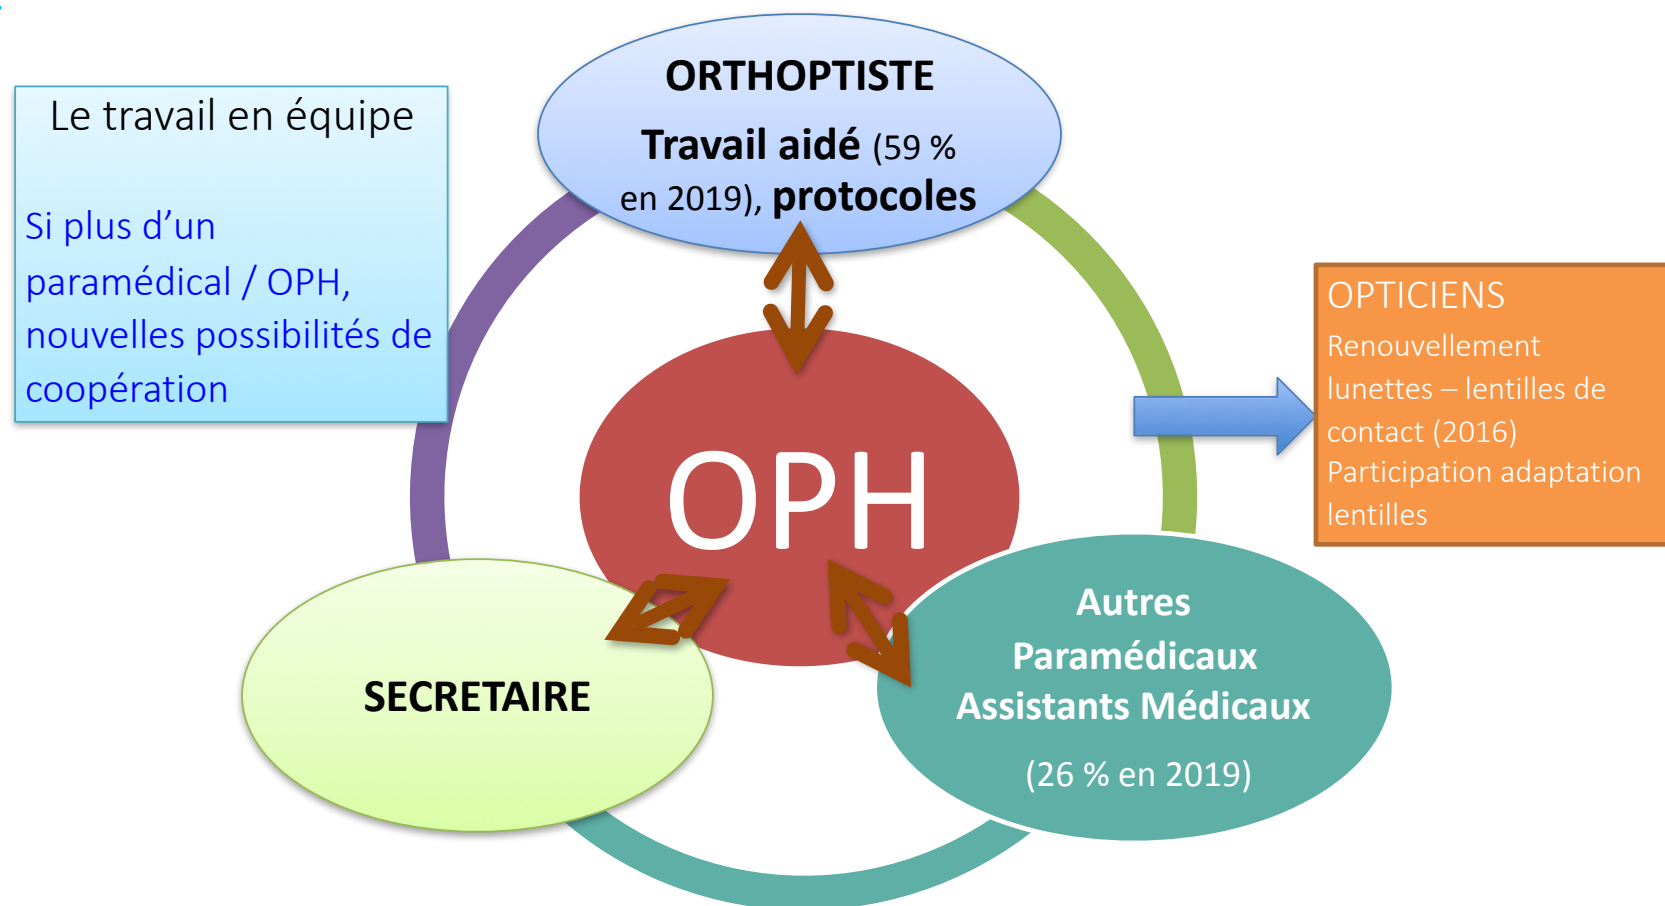 ORTHOPTISTE
Travail aidé (59 %
en 2019), protocoles
Le travail en équipe
Si plus d’un
paramédical / OPH,
nouvelles possibilités de
coopération
OPTICIENS
Renouvellement
lunettes – lentilles de
contact (2016)
Participation adaptation
lentilles
OPH
SECRETAIRE
Autres
Paramédicaux
Assistants Médicaux
(26 % en 2019)